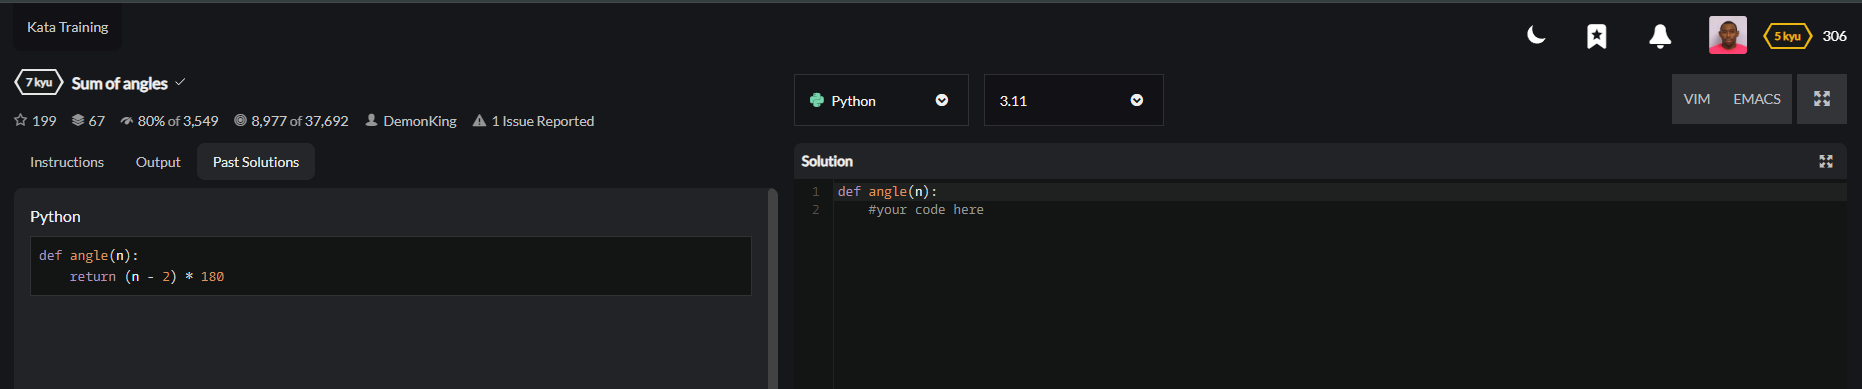 Kata Training
5 kyu 306
7 kyu Sum of angles
199 67 80% of 3,549 8,977 of 37,692 DemonKing 1 Issue Reported
Instructions Output Past Solutions
Python
def angle(n):
    return (n - 2) * 180
Python 3.11 VIM EMACS
Solution
1 def angle(n):
2     #your code here